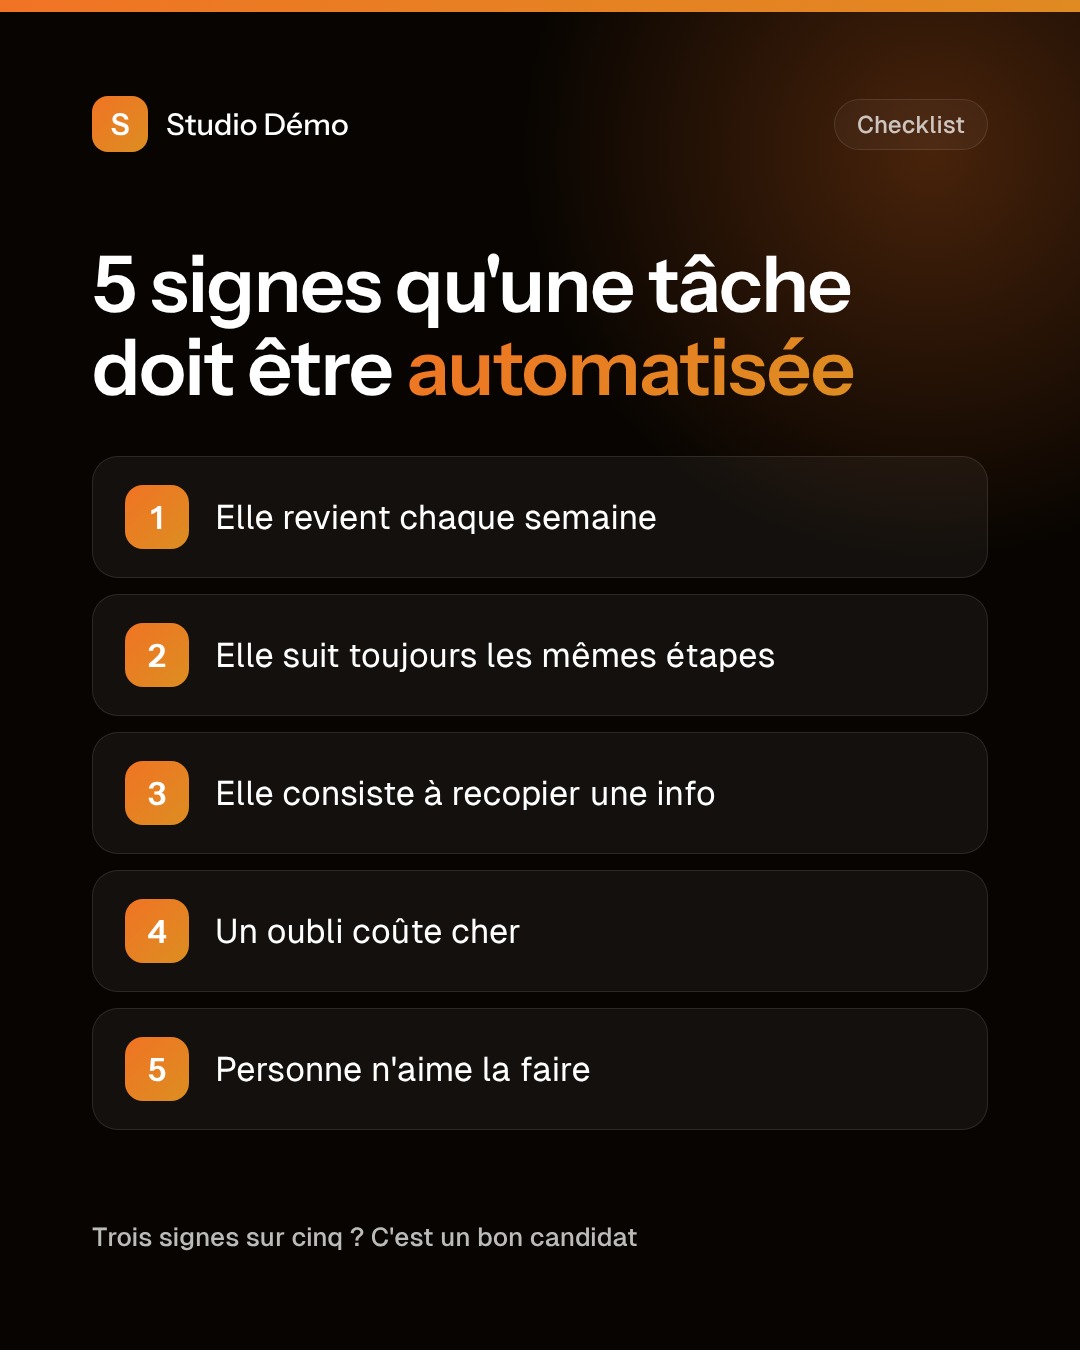 S Studio Démo
Checklist
5 signes qu'une tâche
doit être automatisée
1 Elle revient chaque semaine
2 Elle suit toujours les mêmes étapes
3 Elle consiste à recopier une info
4 Un oubli coûte cher
5 Personne n'aime la faire
Trois signes sur cinq ? C'est un bon candidat